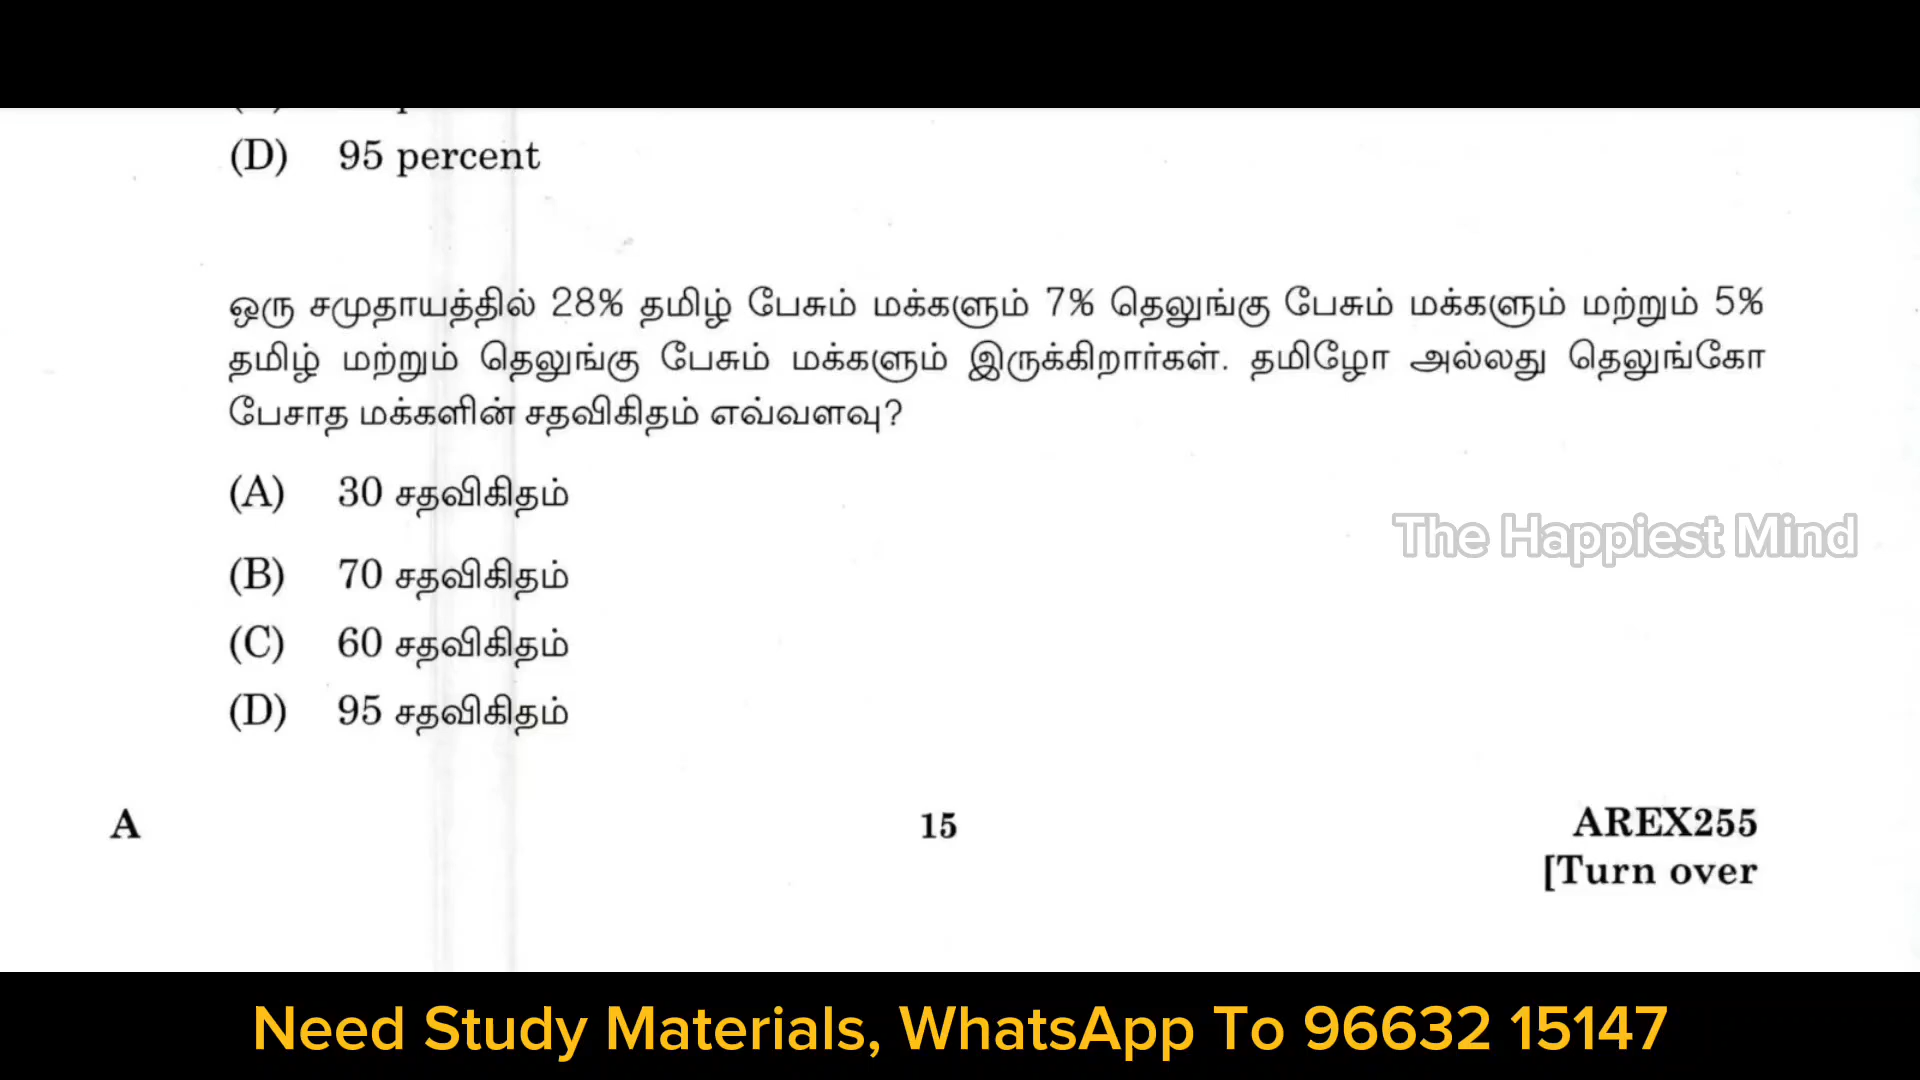 (D) 95 percent
ஒரு சமுதாயத்தில் 28% தமிழ் பேசும் மக்களும் 7% தெலுங்கு பேசும் மக்களும் மற்றும் 5%
தமிழ் மற்றும் தெலுங்கு பேசும் மக்களும் இருக்கிறார்கள். தமிழோ அல்லது தெலுங்கோ
பேசாத மக்களின் சதவிகிதம் எவ்வளவு?
(A) 30 சதவிகிதம்
The Happiest Mind
(B) 70 சதவிகிதம்
(C) 60 சதவிகிதம்
(D) 95 சதவிகிதம்
A 15 AREX255
[Turn over
Need Study Materials, WhatsApp To 96632 15147